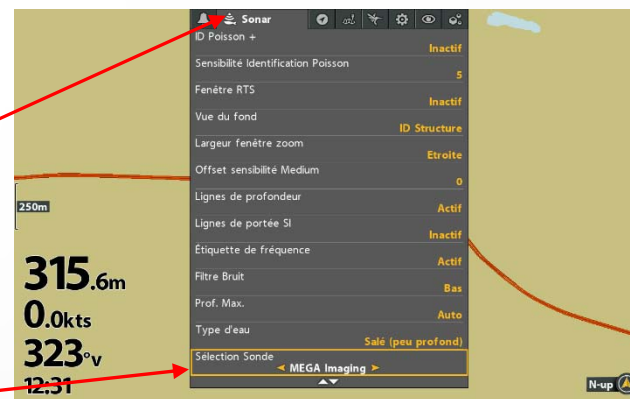 Sonar
ID Poisson +
Inactif
Sensibilité Identification Poisson
5
Fenêtre RTS
Inactif
Vue du fond
ID Structure
Largeur fenêtre zoom
Etroite
Offset sensibilité Medium
0
Lignes de profondeur
Actif
Lignes de portée SI
Inactif
Étiquette de fréquence
Actif
Filtre Bruit
Bas
Prof. Max.
Auto
Type d'eau
Salé (peu profond)
Sélection Sonde
MEGA Imaging
250m
315.6m
0.0kts
323°v
12:31
N-up